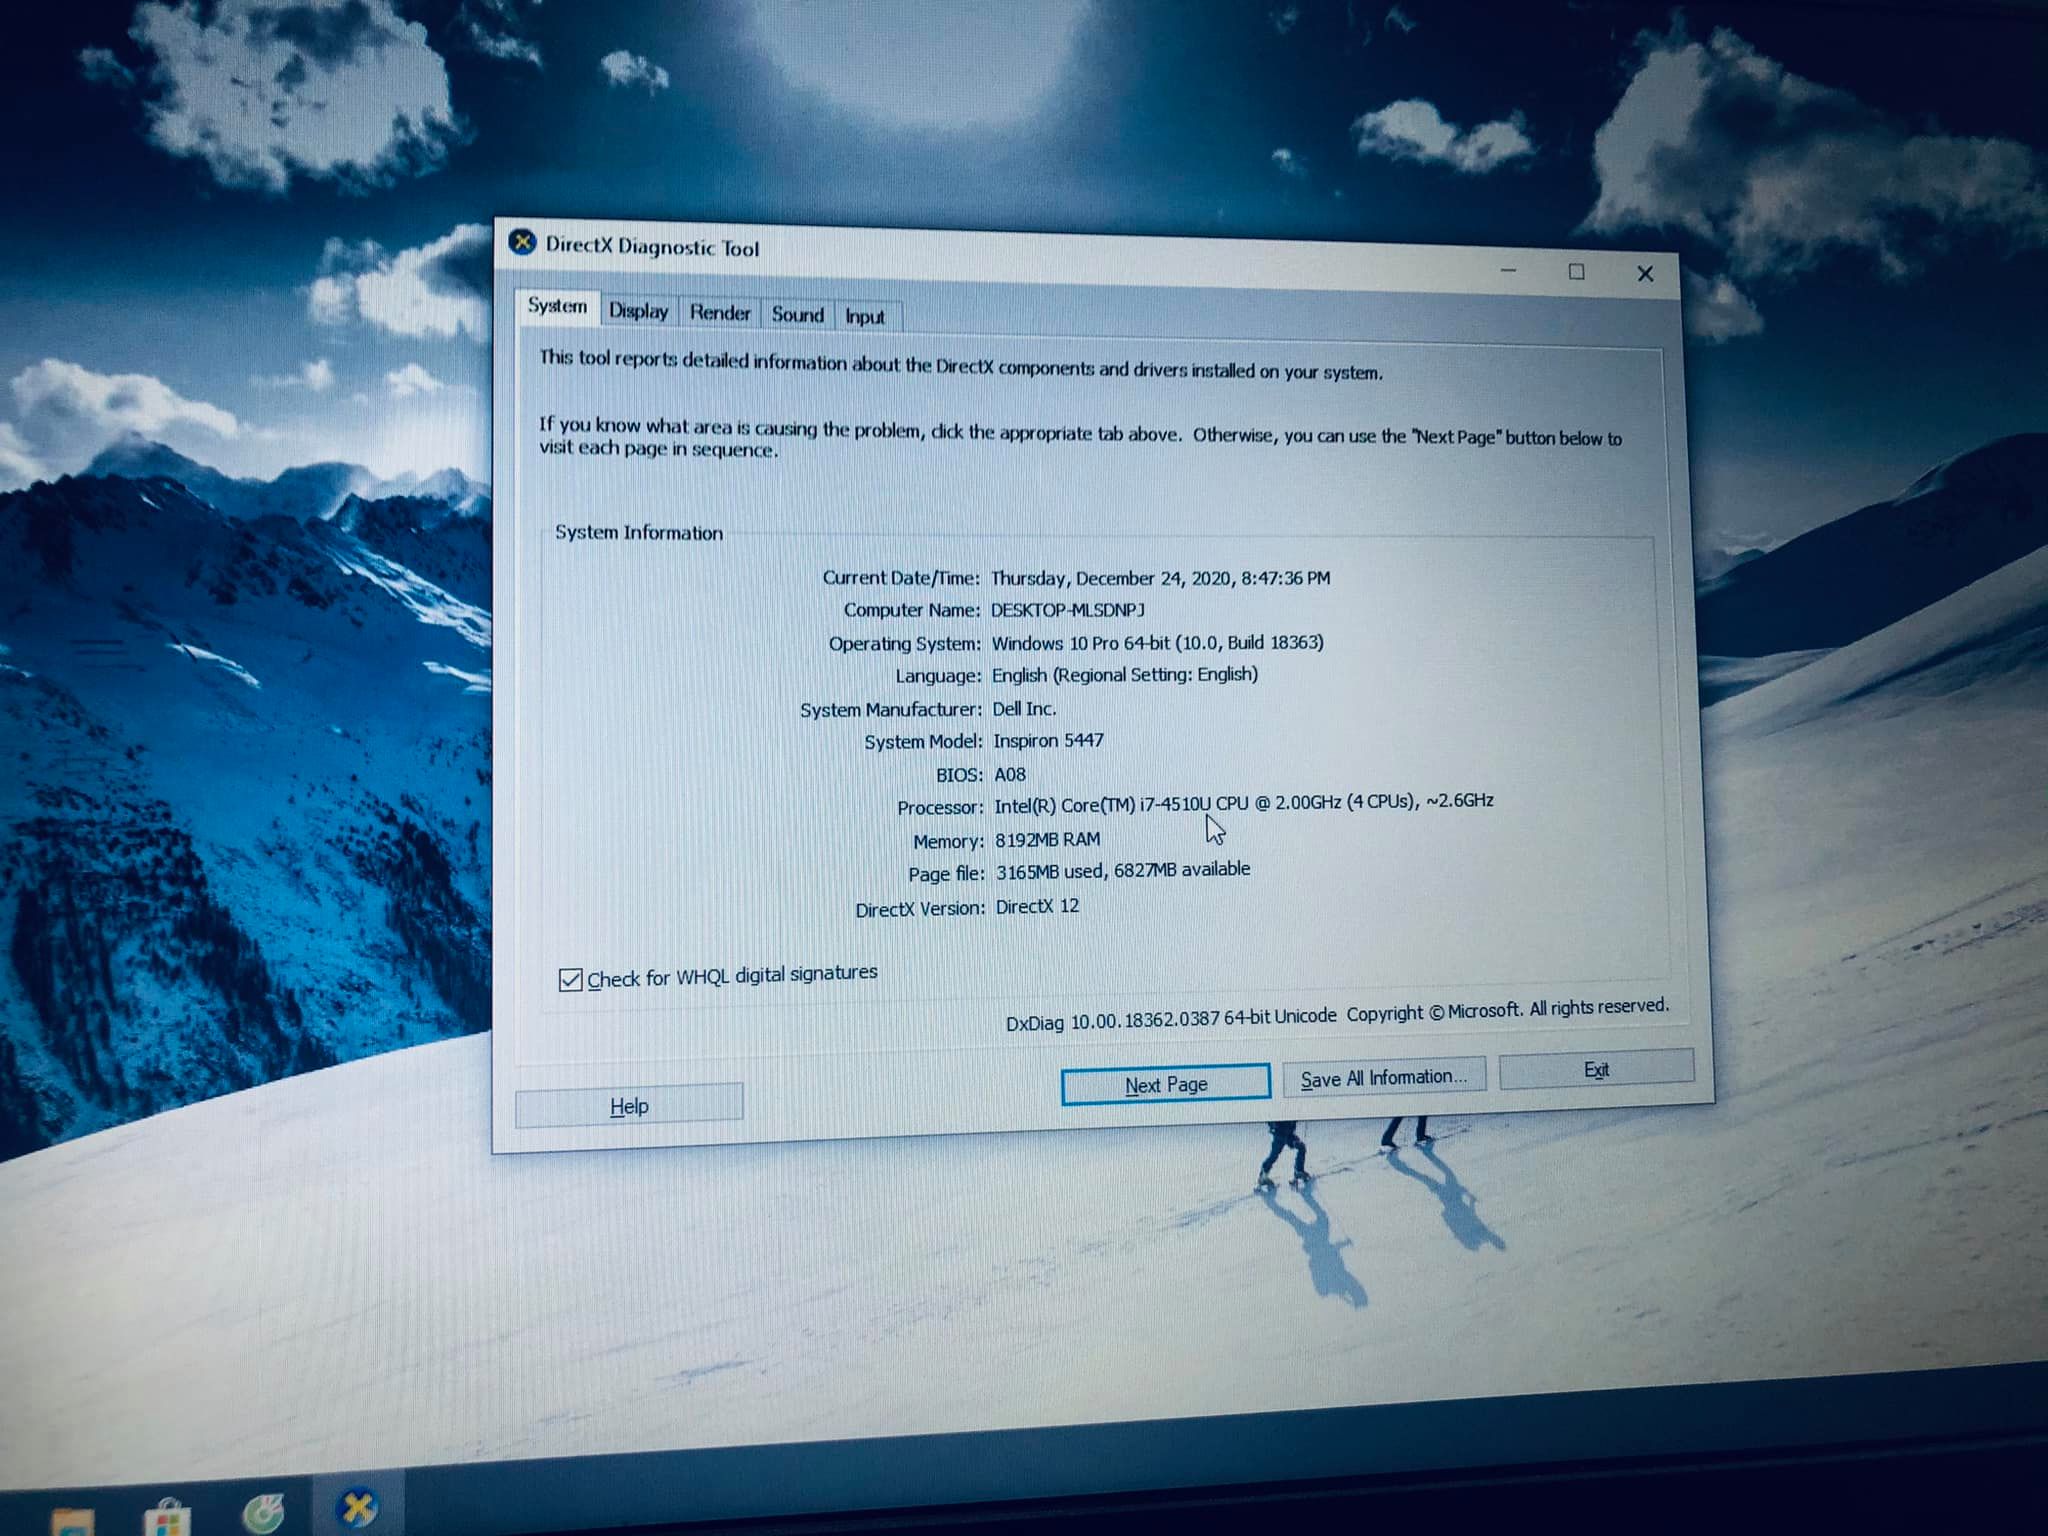 DirectX Diagnostic Tool
System Display Render Sound Input
This tool reports detailed information about the DirectX components and drivers installed on your system.
If you know what area is causing the problem, click the appropriate tab above.  Otherwise, you can use the "Next Page" button below to
visit each page in sequence.
System Information
Current Date/Time: Thursday, December 24, 2020, 8:47:36 PM
Computer Name: DESKTOP-MLSDNPJ
Operating System: Windows 10 Pro 64-bit (10.0, Build 18363)
Language: English (Regional Setting: English)
System Manufacturer: Dell Inc.
System Model: Inspiron 5447
BIOS: A08
Processor: Intel(R) Core(TM) i7-4510U CPU @ 2.00GHz (4 CPUs), ~2.6GHz
Memory: 8192MB RAM
Page file: 3165MB used, 6827MB available
DirectX Version: DirectX 12
Check for WHQL digital signatures
DxDiag 10.00.18362.0387 64-bit Unicode  Copyright © Microsoft. All rights reserved.
Help Next Page Save All Information... Exit